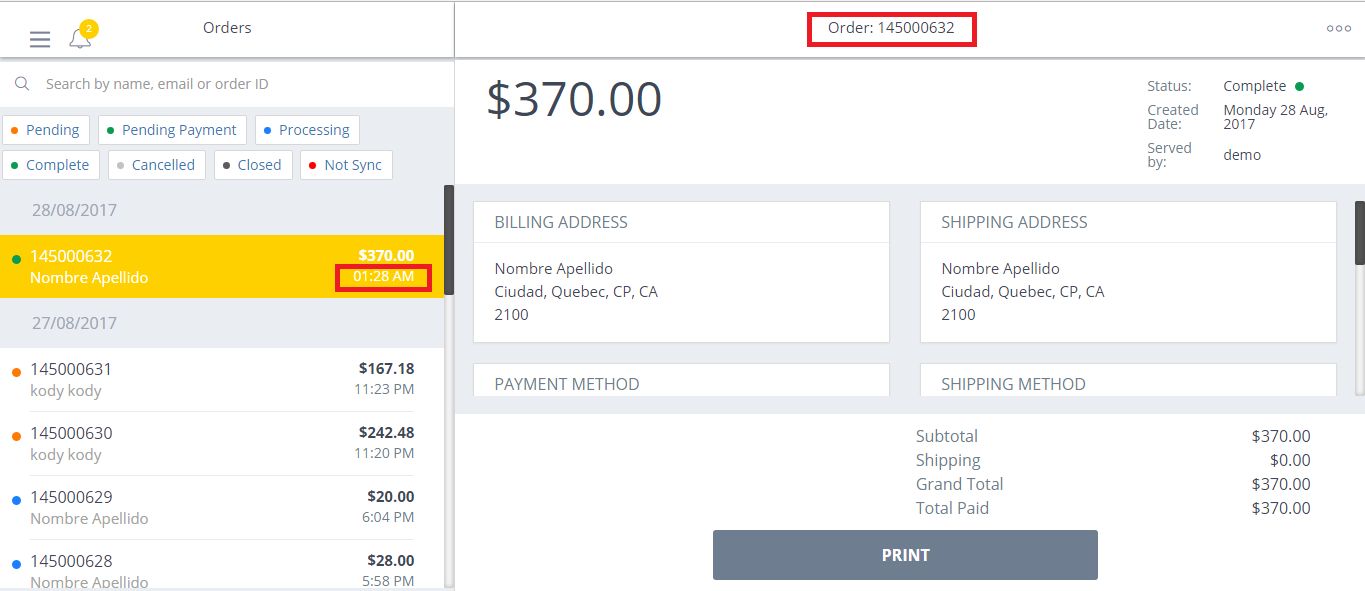 2
Orders
Order: 145000632
Search by name, email or order ID
Pending
Pending Payment
Processing
Complete
Cancelled
Closed
Not Sync
28/08/2017
145000632 $370.00
Nombre Apellido 01:28 AM
27/08/2017
145000631 $167.18
kody kody 11:23 PM
145000630 $242.48
kody kody 11:20 PM
145000629 $20.00
Nombre Apellido 6:04 PM
145000628 $28.00
Nombre Apellido 5:58 PM
$370.00
Status: Complete
Created Date: Monday 28 Aug, 2017
Served by: demo
BILLING ADDRESS
Nombre Apellido
Ciudad, Quebec, CP, CA
2100
SHIPPING ADDRESS
Nombre Apellido
Ciudad, Quebec, CP, CA
2100
PAYMENT METHOD
SHIPPING METHOD
Subtotal $370.00
Shipping $0.00
Grand Total $370.00
Total Paid $370.00
PRINT